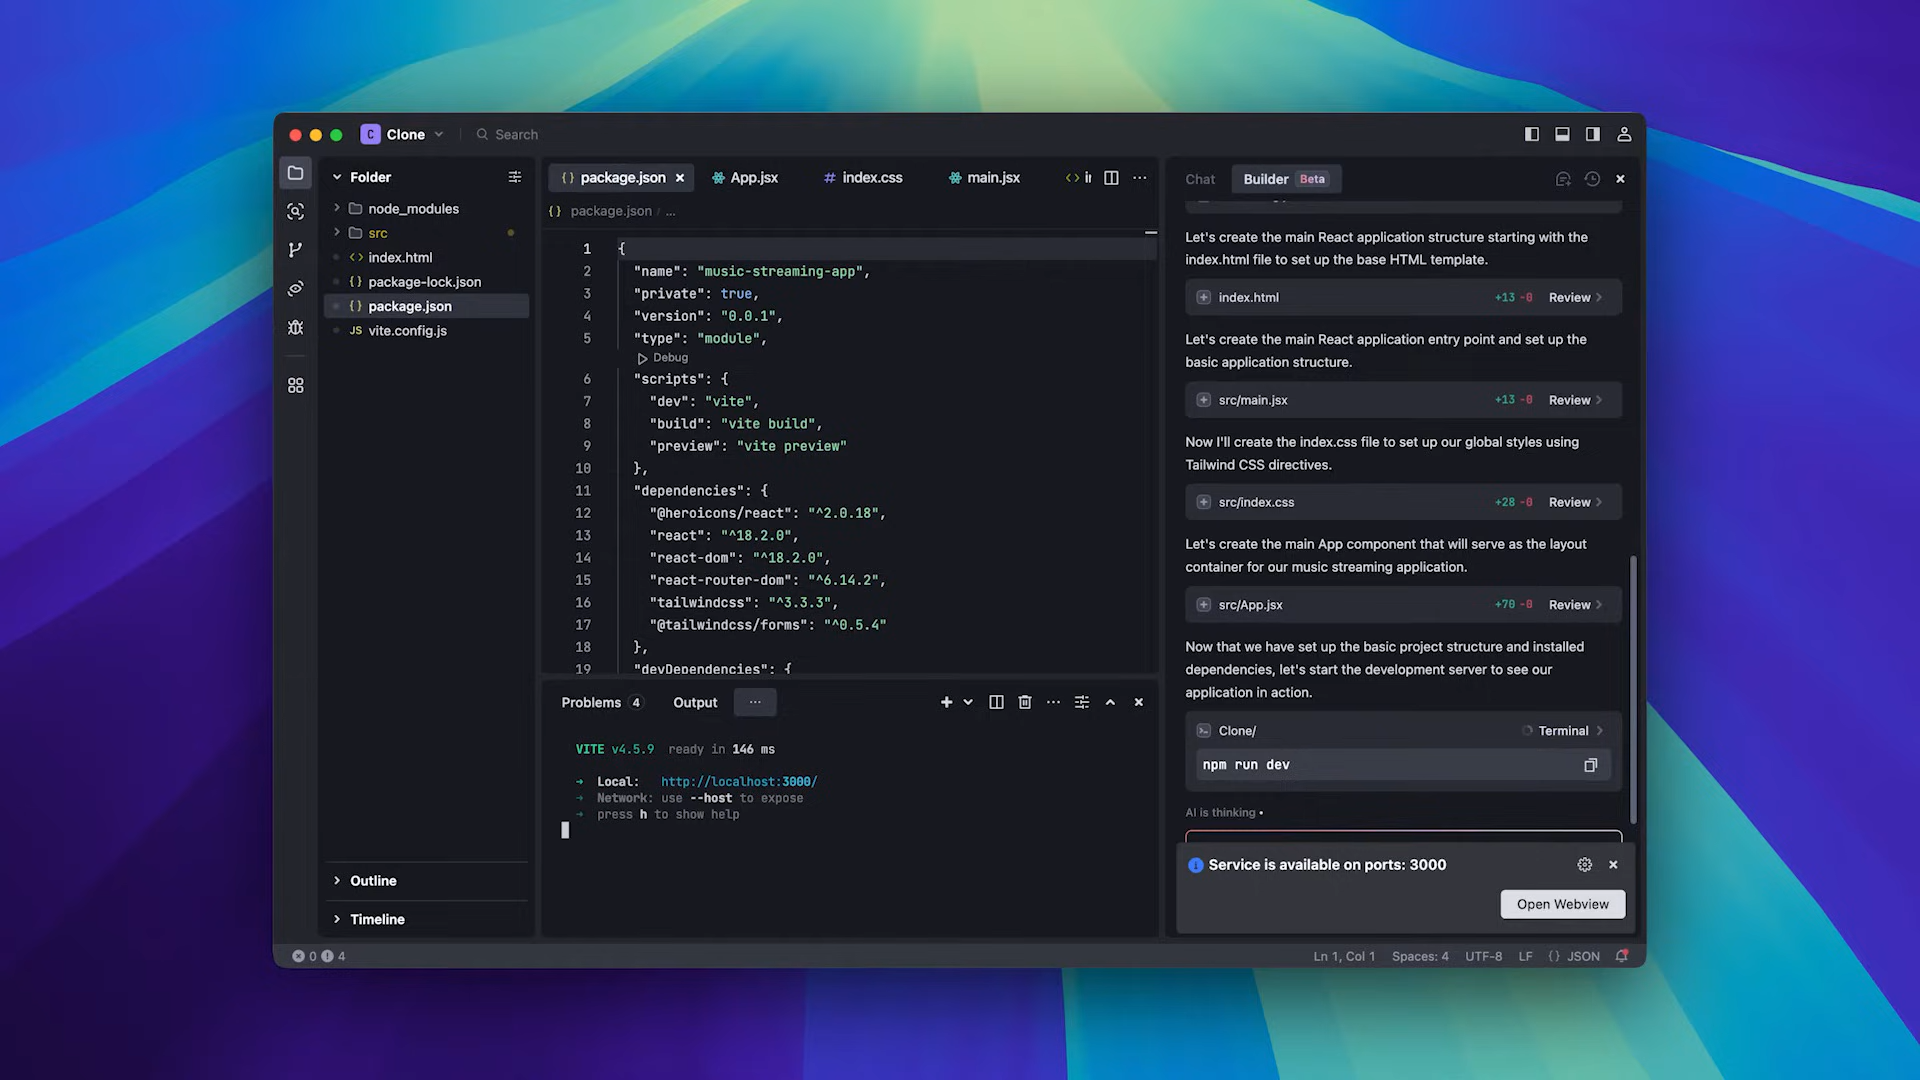 C Clone
Search
Folder
node_modules
src
<> index.html
{} package-lock.json
{} package.json
JS vite.config.js
Outline
Timeline
{} package.json ×
App.jsx
# index.css
main.jsx
<> i
...
{} package.json / ...
1 {
2 "name": "music-streaming-app",
3 "private": true,
4 "version": "0.0.1",
5 "type": "module",
Debug
6 "scripts": {
7 "dev": "vite",
8 "build": "vite build",
9 "preview": "vite preview"
10 },
11 "dependencies": {
12 "@heroicons/react": "^2.0.18",
13 "react": "^18.2.0",
14 "react-dom": "^18.2.0",
15 "react-router-dom": "^6.14.2",
16 "tailwindcss": "^3.3.3",
17 "@tailwindcss/forms": "^0.5.4"
18 },
19 "devDependencies": {
Problems 4
Output
...
VITE v4.5.9 ready in 146 ms
➜ Local: http://localhost:3000/
➜ Network: use --host to expose
➜ press h to show help
Chat
Builder Beta
Let's create the main React application structure starting with the
index.html file to set up the base HTML template.
index.html +13 -0 Review
Let's create the main React application entry point and set up the
basic application structure.
src/main.jsx +13 -0 Review
Now I'll create the index.css file to set up our global styles using
Tailwind CSS directives.
src/index.css +28 -0 Review
Let's create the main App component that will serve as the layout
container for our music streaming application.
src/App.jsx +70 -0 Review
Now that we have set up the basic project structure and installed
dependencies, let's start the development server to see our
application in action.
Clone/ Terminal
npm run dev
AI is thinking •
Service is available on ports: 3000
Open Webview
0 4
Ln 1, Col 1 Spaces: 4 UTF-8 LF {} JSON